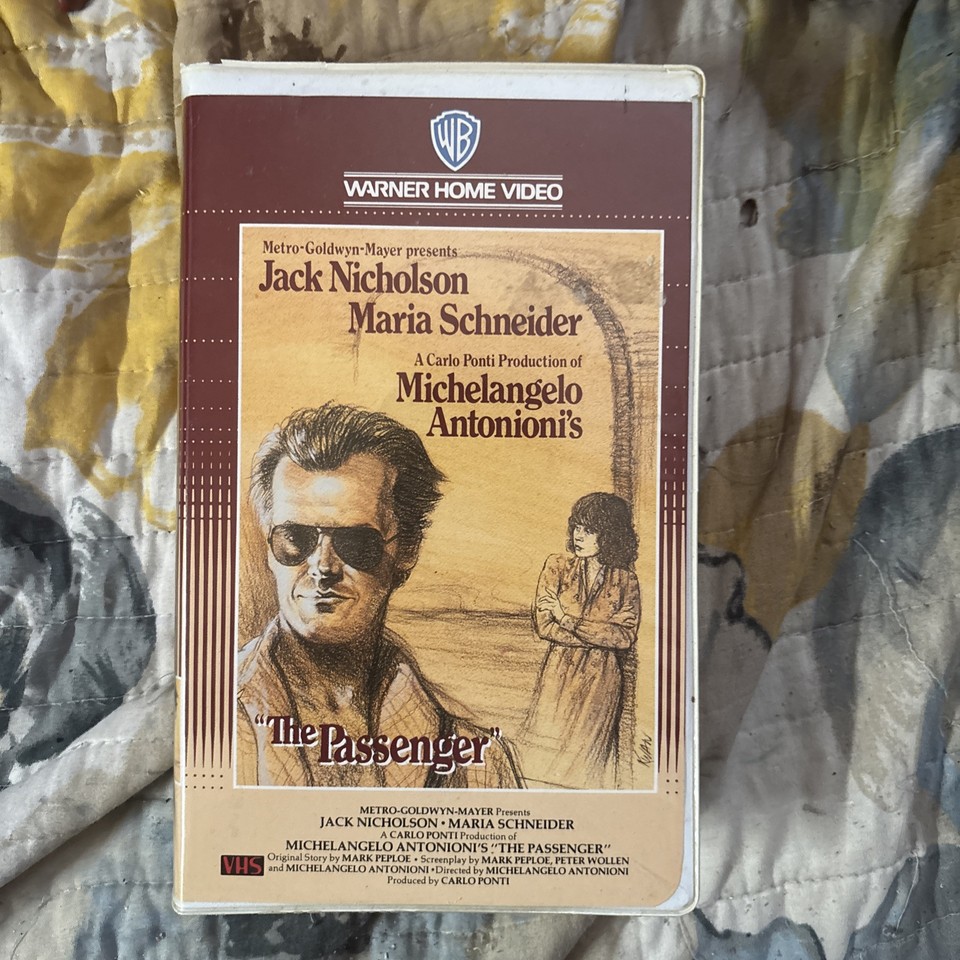 WB
WARNER HOME VIDEO
Metro-Goldwyn-Mayer presents
Jack Nicholson
Maria Schneider
A Carlo Ponti Production of
Michelangelo
Antonioni's
"The Passenger"
METRO-GOLDWYN-MAYER Presents
JACK NICHOLSON • MARIA SCHNEIDER
A CARLO PONTI Production of
MICHELANGELO ANTONIONI'S "THE PASSENGER"
VHS
Original Story by MARK PEPLOE • Screenplay by MARK PEPLOE, PETER WOLLEN
and MICHELANGELO ANTONIONI • Directed by MICHELANGELO ANTONIONI
Produced by CARLO PONTI